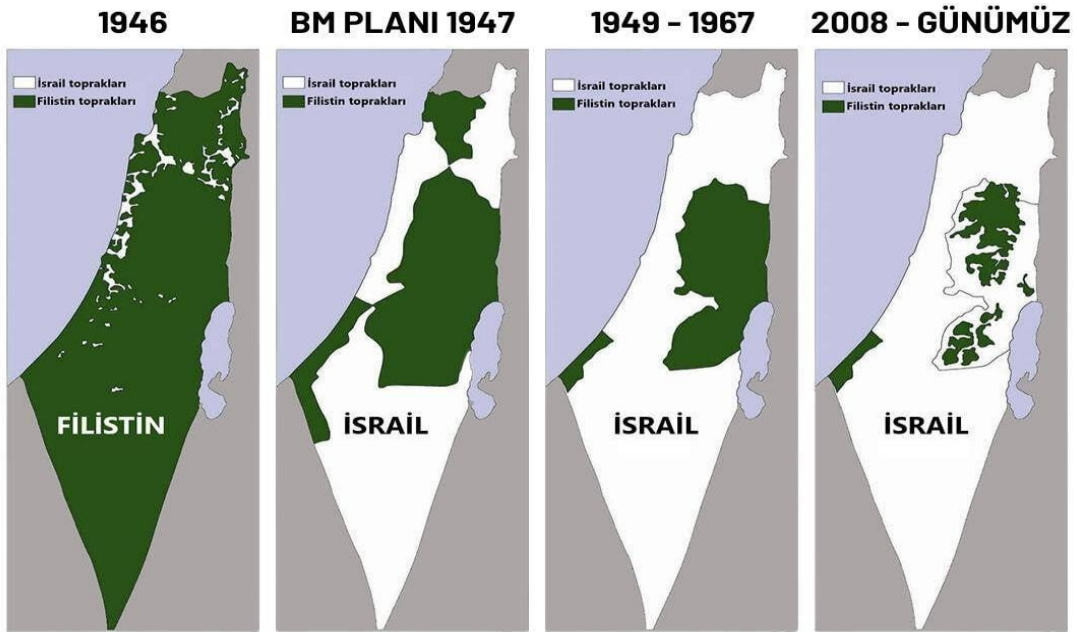 1946
İsrail toprakları
Filistin toprakları
FİLİSTİN
BM PLANI 1947
İsrail toprakları
Filistin toprakları
İSRAİL
1949 - 1967
İsrail toprakları
Filistin toprakları
İSRAİL
2008 - GÜNÜMÜZ
İsrail toprakları
Filistin toprakları
İSRAİL